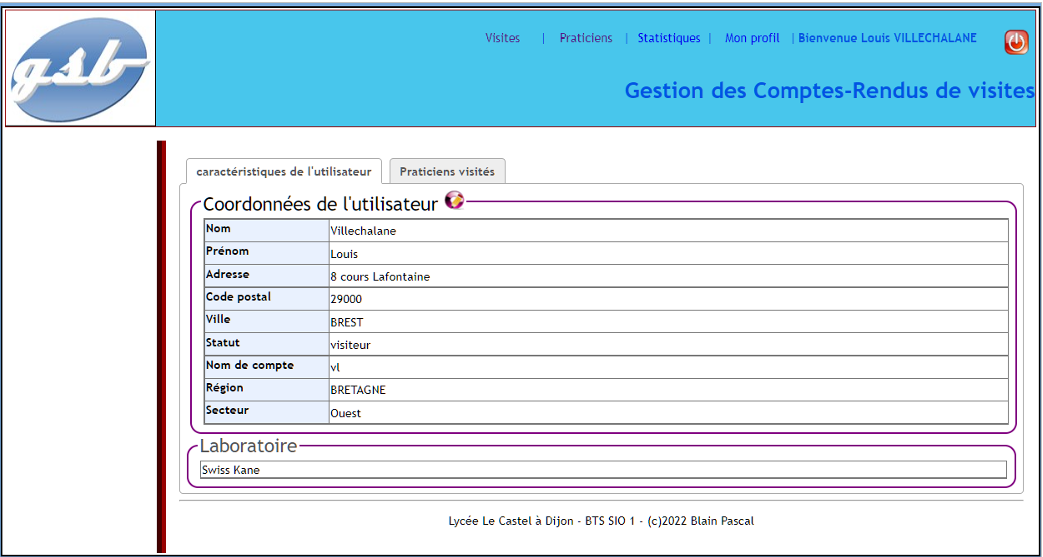 gsb
Visites | Praticiens | Statistiques | Mon profil | Bienvenue Louis VILLECHALANE
Gestion des Comptes-Rendus de visites
caractéristiques de l'utilisateur Praticiens visités
Coordonnées de l'utilisateur
Nom Villechalane
Prénom Louis
Adresse 8 cours Lafontaine
Code postal 29000
Ville BREST
Statut visiteur
Nom de compte vl
Région BRETAGNE
Secteur Ouest
Laboratoire
Swiss Kane
Lycée Le Castel à Dijon - BTS SIO 1 - (c)2022 Blain Pascal